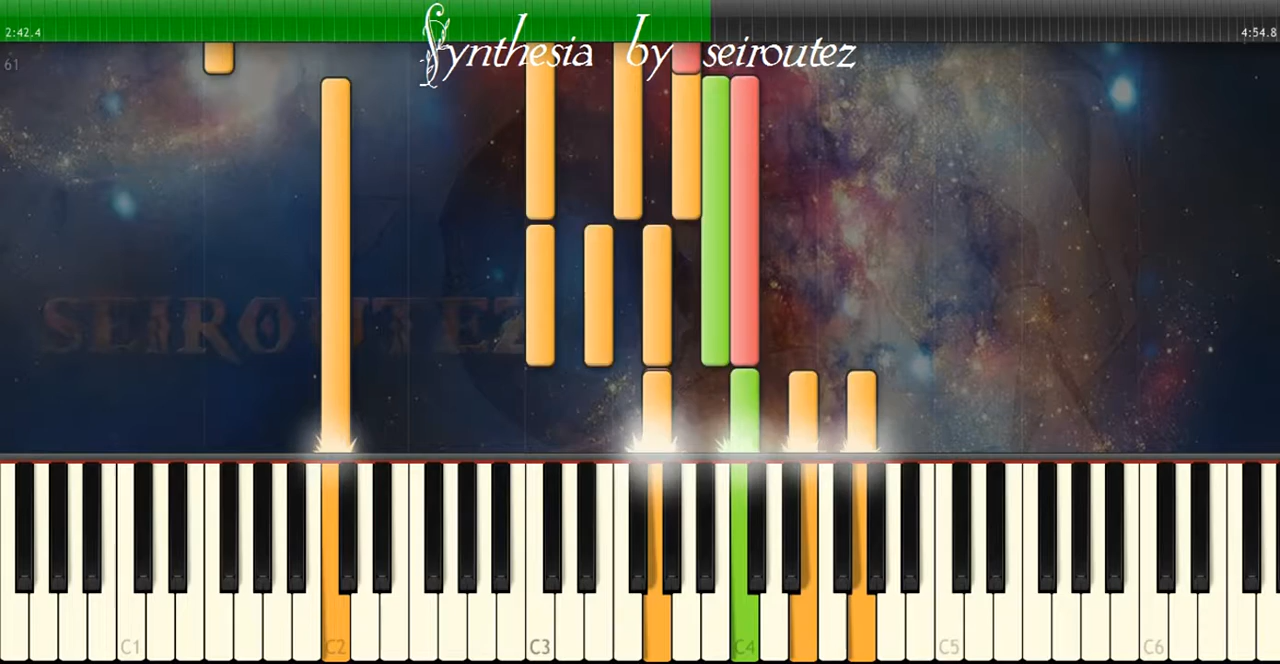 2:42.4
Synthesia by seiroutez
4:54.8
61
SEIROUTEZ
C1
C2
C3
C4
C5
C6